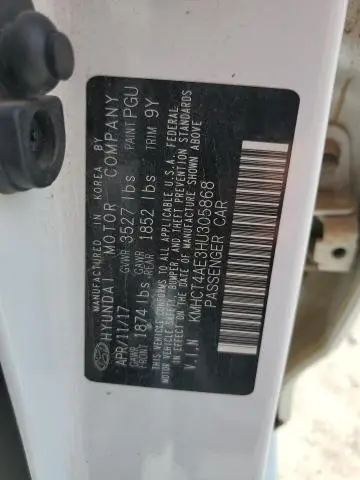 MANUFACTURED IN KOREA BY
HYUNDAI MOTOR COMPANY
APR/11/17 GVWR 3527 lbs PAINT PGU
GAWR FRONT 1874 lbs GAWR REAR 1852 lbs TRIM 9Y
THIS VEHICLE CONFORMS TO ALL APPLICABLE U.S.A. FEDERAL
MOTOR VEHICLE SAFETY, BUMPER, AND THEFT PREVENTION
STANDARDS IN EFFECT ON THE DATE OF MANUFACTURE SHOWN ABOVE
V.I.N KMHCT4AE3HU305868
PASSENGER CAR